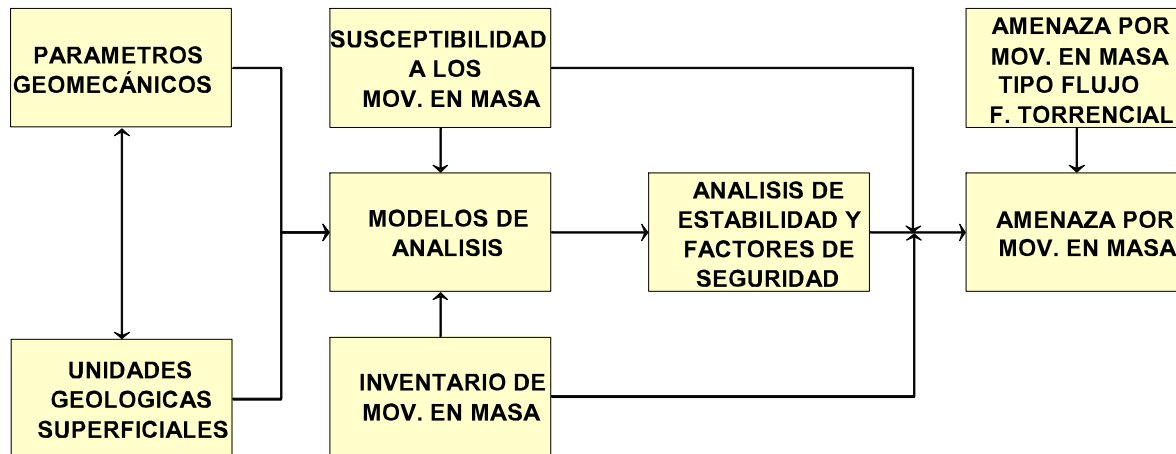 PARAMETROS
GEOMECÁNICOS
SUSCEPTIBILIDAD
A LOS
MOV. EN MASA
AMENAZA POR
MOV. EN MASA
TIPO FLUJO
F. TORRENCIAL
MODELOS DE
ANALISIS
ANALISIS DE
ESTABILIDAD Y
FACTORES DE
SEGURIDAD
AMENAZA POR
MOV. EN MASA
UNIDADES
GEOLOGICAS
SUPERFICIALES
INVENTARIO DE
MOV. EN MASA